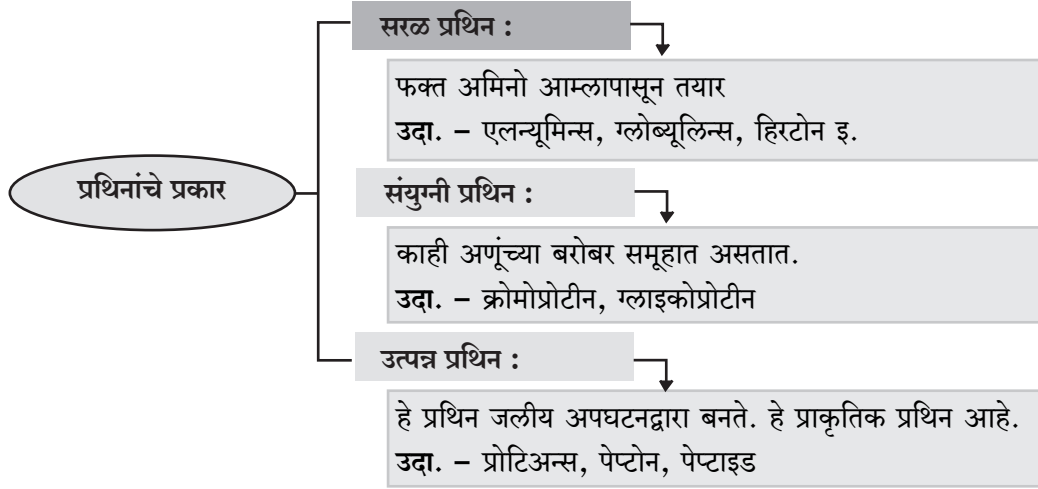 सरळ प्रथिन :
फक्त अमिनो आम्लापासून तयार
उदा. – एलन्यूमिन्स, ग्लोब्यूलिन्स, हिरटोन इ.
प्रथिनांचे प्रकार
संयुग्नी प्रथिन :
काही अणूंच्या बरोबर समूहात असतात.
उदा. – क्रोमोप्रोटीन, ग्लाइकोप्रोटीन
उत्पन्न प्रथिन :
हे प्रथिन जलीय अपघटनद्वारा बनते. हे प्राकृतिक प्रथिन आहे.
उदा. – प्रोटिअन्स, पेप्टोन, पेप्टाइड